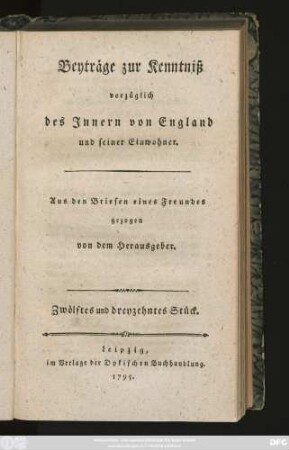 Beyträge zur Kenntniß
vorzüglich
des Innern von England
und seiner Einwohner.
Aus den Briefen eines Freundes
gezogen
von dem Herausgeber.
Zwölftes und dreyzehntes Stück.
Leipzig,
im Verlage der Dykischen Buchhandlung.
1795.